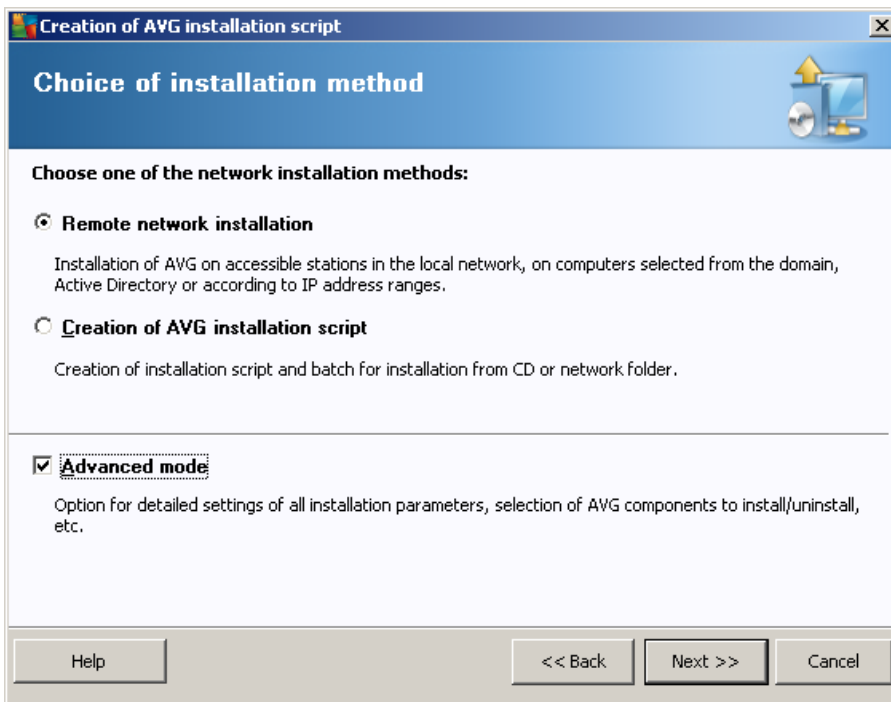 Creation of AVG installation script
Choice of installation method
Choose one of the network installation methods:
Remote network installation
Installation of AVG on accessible stations in the local network, on computers selected from the domain,
Active Directory or according to IP address ranges.
Creation of AVG installation script
Creation of installation script and batch for installation from CD or network folder.
Advanced mode
Option for detailed settings of all installation parameters, selection of AVG components to install/uninstall,
etc.
Help
<< Back
Next >>
Cancel